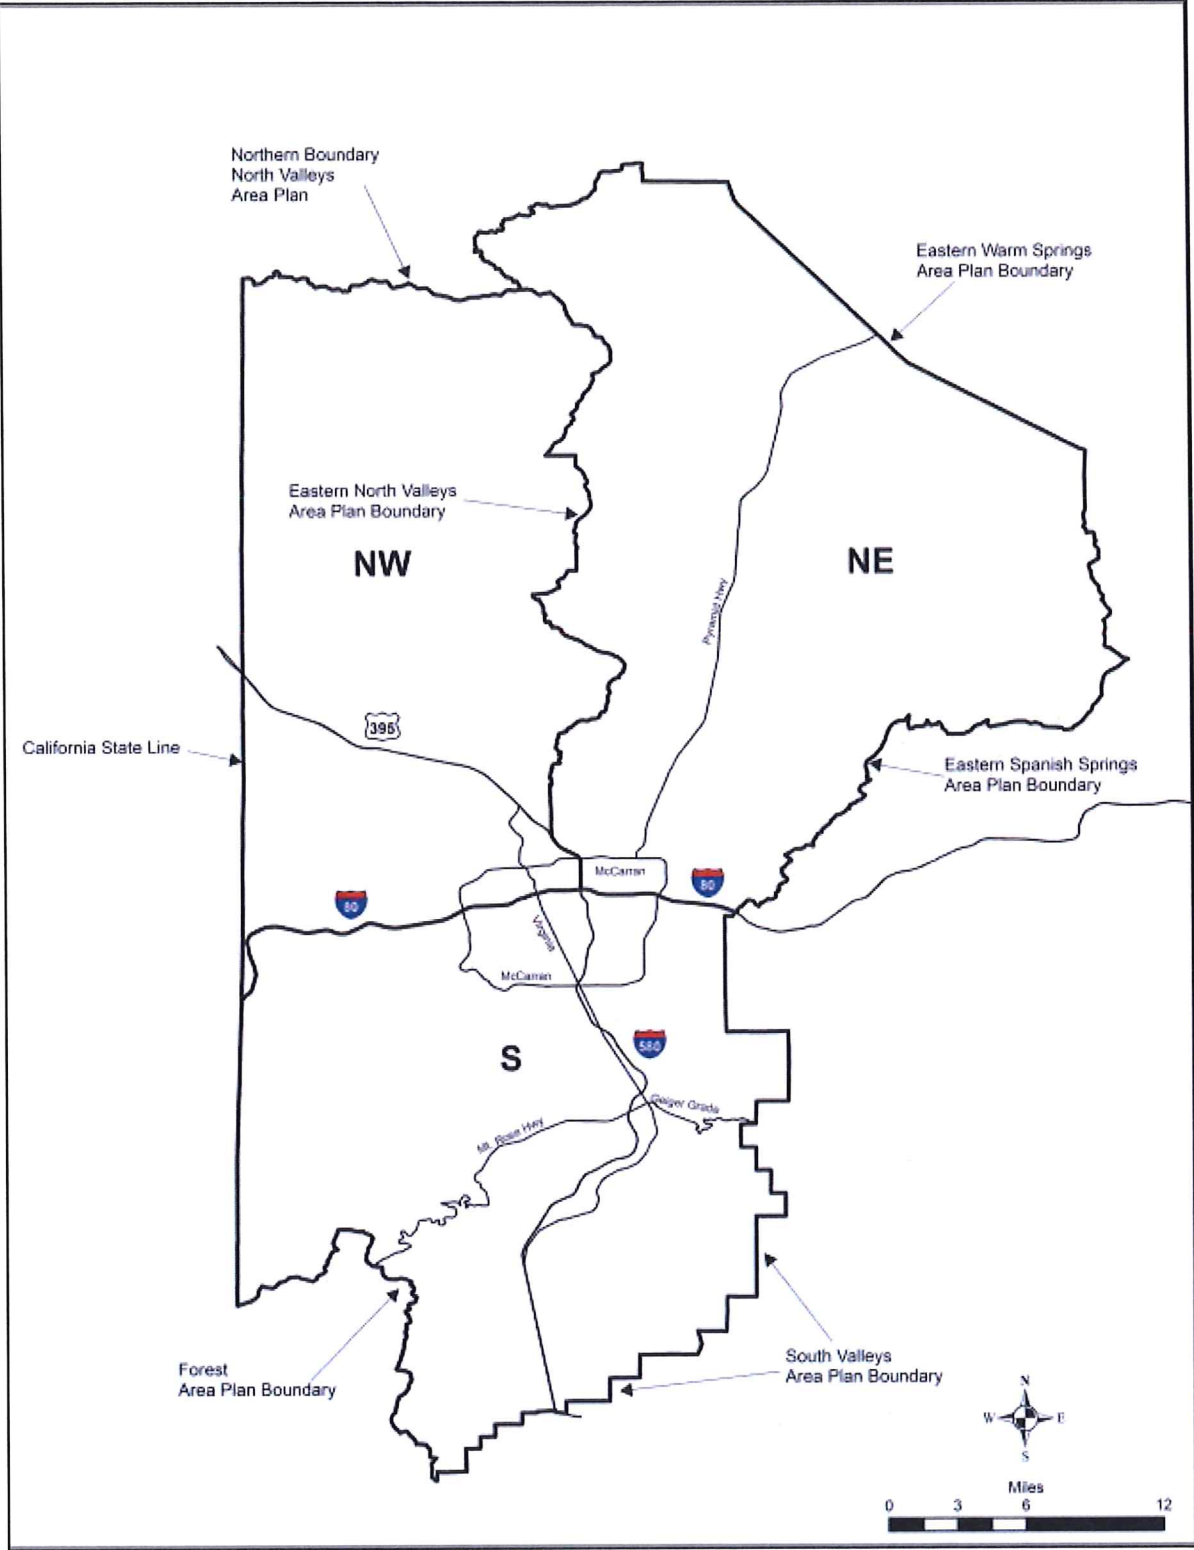 Northern Boundary
North Valleys
Area Plan
Eastern Warm Springs
Area Plan Boundary
Eastern North Valleys
Area Plan Boundary
NW
NE
Pyramid Hwy
395
California State Line
Eastern Spanish Springs
Area Plan Boundary
McCarran
80
80
Virginia
McCarran
580
S
Geiger Grade
Mt. Rose Hwy
Forest
Area Plan Boundary
South Valleys
Area Plan Boundary
N
W
E
S
Miles
0
3
6
12